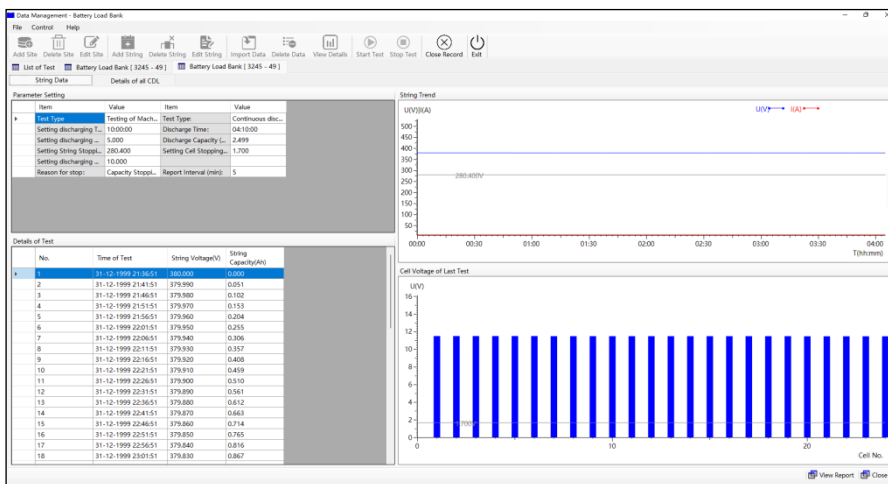 Data Management - Battery Load Bank
File Control Help
Add Site Delete Site Edit Site Add String Delete String Edit String Import Data Delete Data View Details Start Test Stop Test Close Record Exit
List of Test Battery Load Bank [ 3245 - 49 ] Battery Load Bank [ 3245 - 49 ]
String Data Details of all CDL
Parameter Setting
Item Value Item Value
Test Type Testing of Mach... Test Type: Continuous disc...
Setting discharging T... 10:00:00 Discharge Time: 04:10:00
Setting discharging ... 5.000 Discharge Capacity (... 2.499
Setting String Stoppi... 280.400 Setting Cell Stopping... 1.700
Setting discharging ... 10.000
Reason for stop: Capacity Stoppi... Report Interval (min): 5
String Trend
U(V)|I(A) U(V) I(A)
500
450
400
350
300
280.400V
250
200
150
100
50
00:00 00:30 01:00 01:30 02:00 02:30 03:00 03:30 04:00
T(hh:mm)
Details of Test
No. Time of Test String Voltage(V) String Capacity(Ah)
1 31-12-1999 21:36:51 380.000 0.000
2 31-12-1999 21:41:51 379.990 0.051
3 31-12-1999 21:46:51 379.980 0.102
4 31-12-1999 21:51:51 379.970 0.153
5 31-12-1999 21:56:51 379.960 0.204
6 31-12-1999 22:01:51 379.950 0.255
7 31-12-1999 22:06:51 379.940 0.306
8 31-12-1999 22:11:51 379.930 0.357
9 31-12-1999 22:16:51 379.920 0.408
10 31-12-1999 22:21:51 379.910 0.459
11 31-12-1999 22:26:51 379.900 0.510
12 31-12-1999 22:31:51 379.890 0.561
13 31-12-1999 22:36:51 379.880 0.612
14 31-12-1999 22:41:51 379.870 0.663
15 31-12-1999 22:46:51 379.860 0.714
16 31-12-1999 22:51:51 379.850 0.765
17 31-12-1999 22:56:51 379.840 0.816
18 31-12-1999 23:01:51 379.830 0.867
Cell Voltage of Last Test
U(V)
16
14
12
10
8
6
4
2
1.700V
0
0 10 20
Cell No.
View Report Close